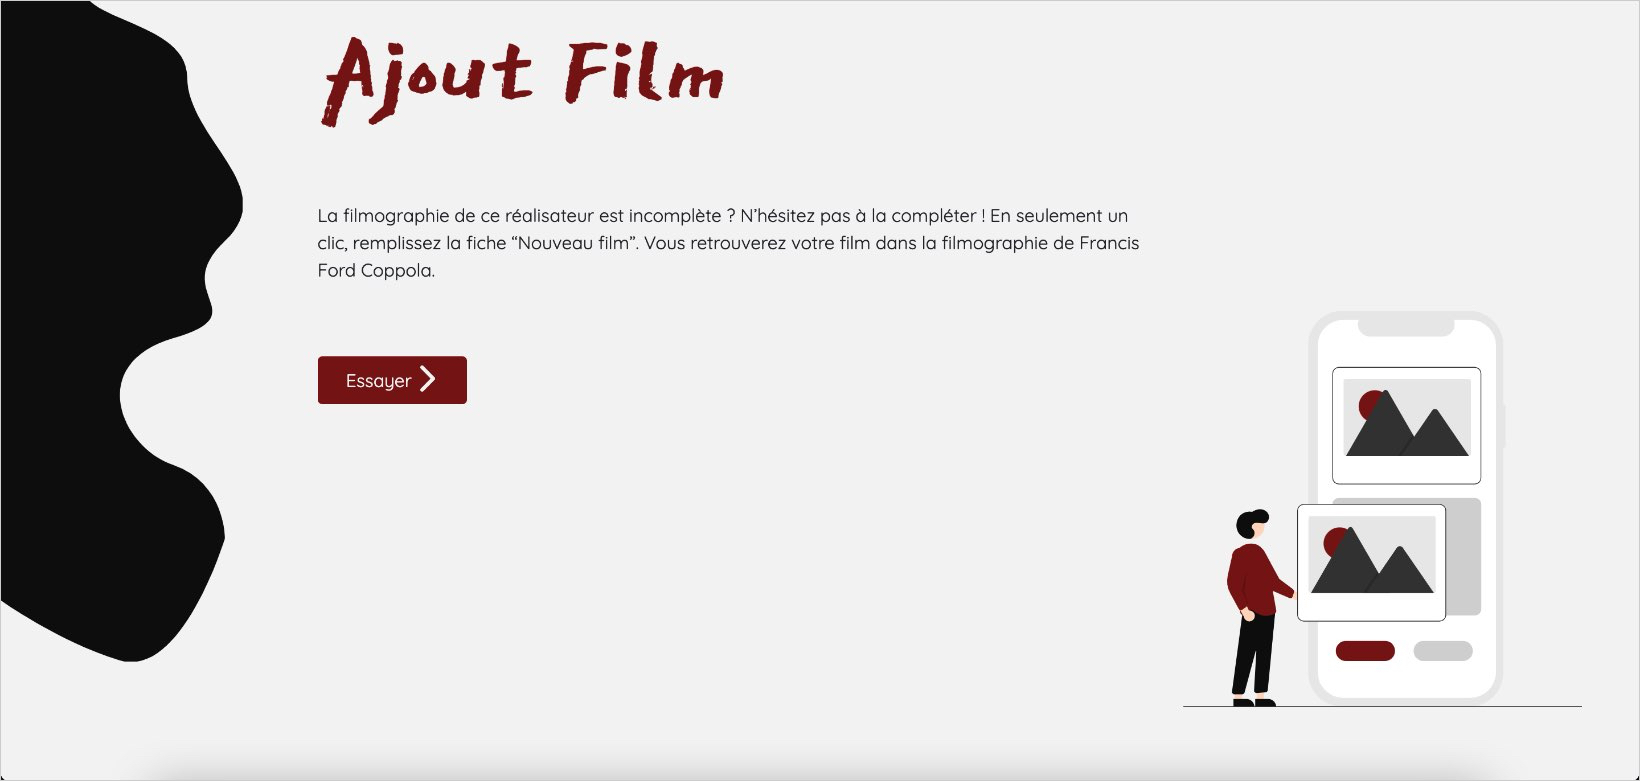 Ajout Film
La filmographie de ce réalisateur est incomplète ? N’hésitez pas à la compléter ! En seulement un
clic, remplissez la fiche “Nouveau film”. Vous retrouverez votre film dans la filmographie de Francis
Ford Coppola.
Essayer